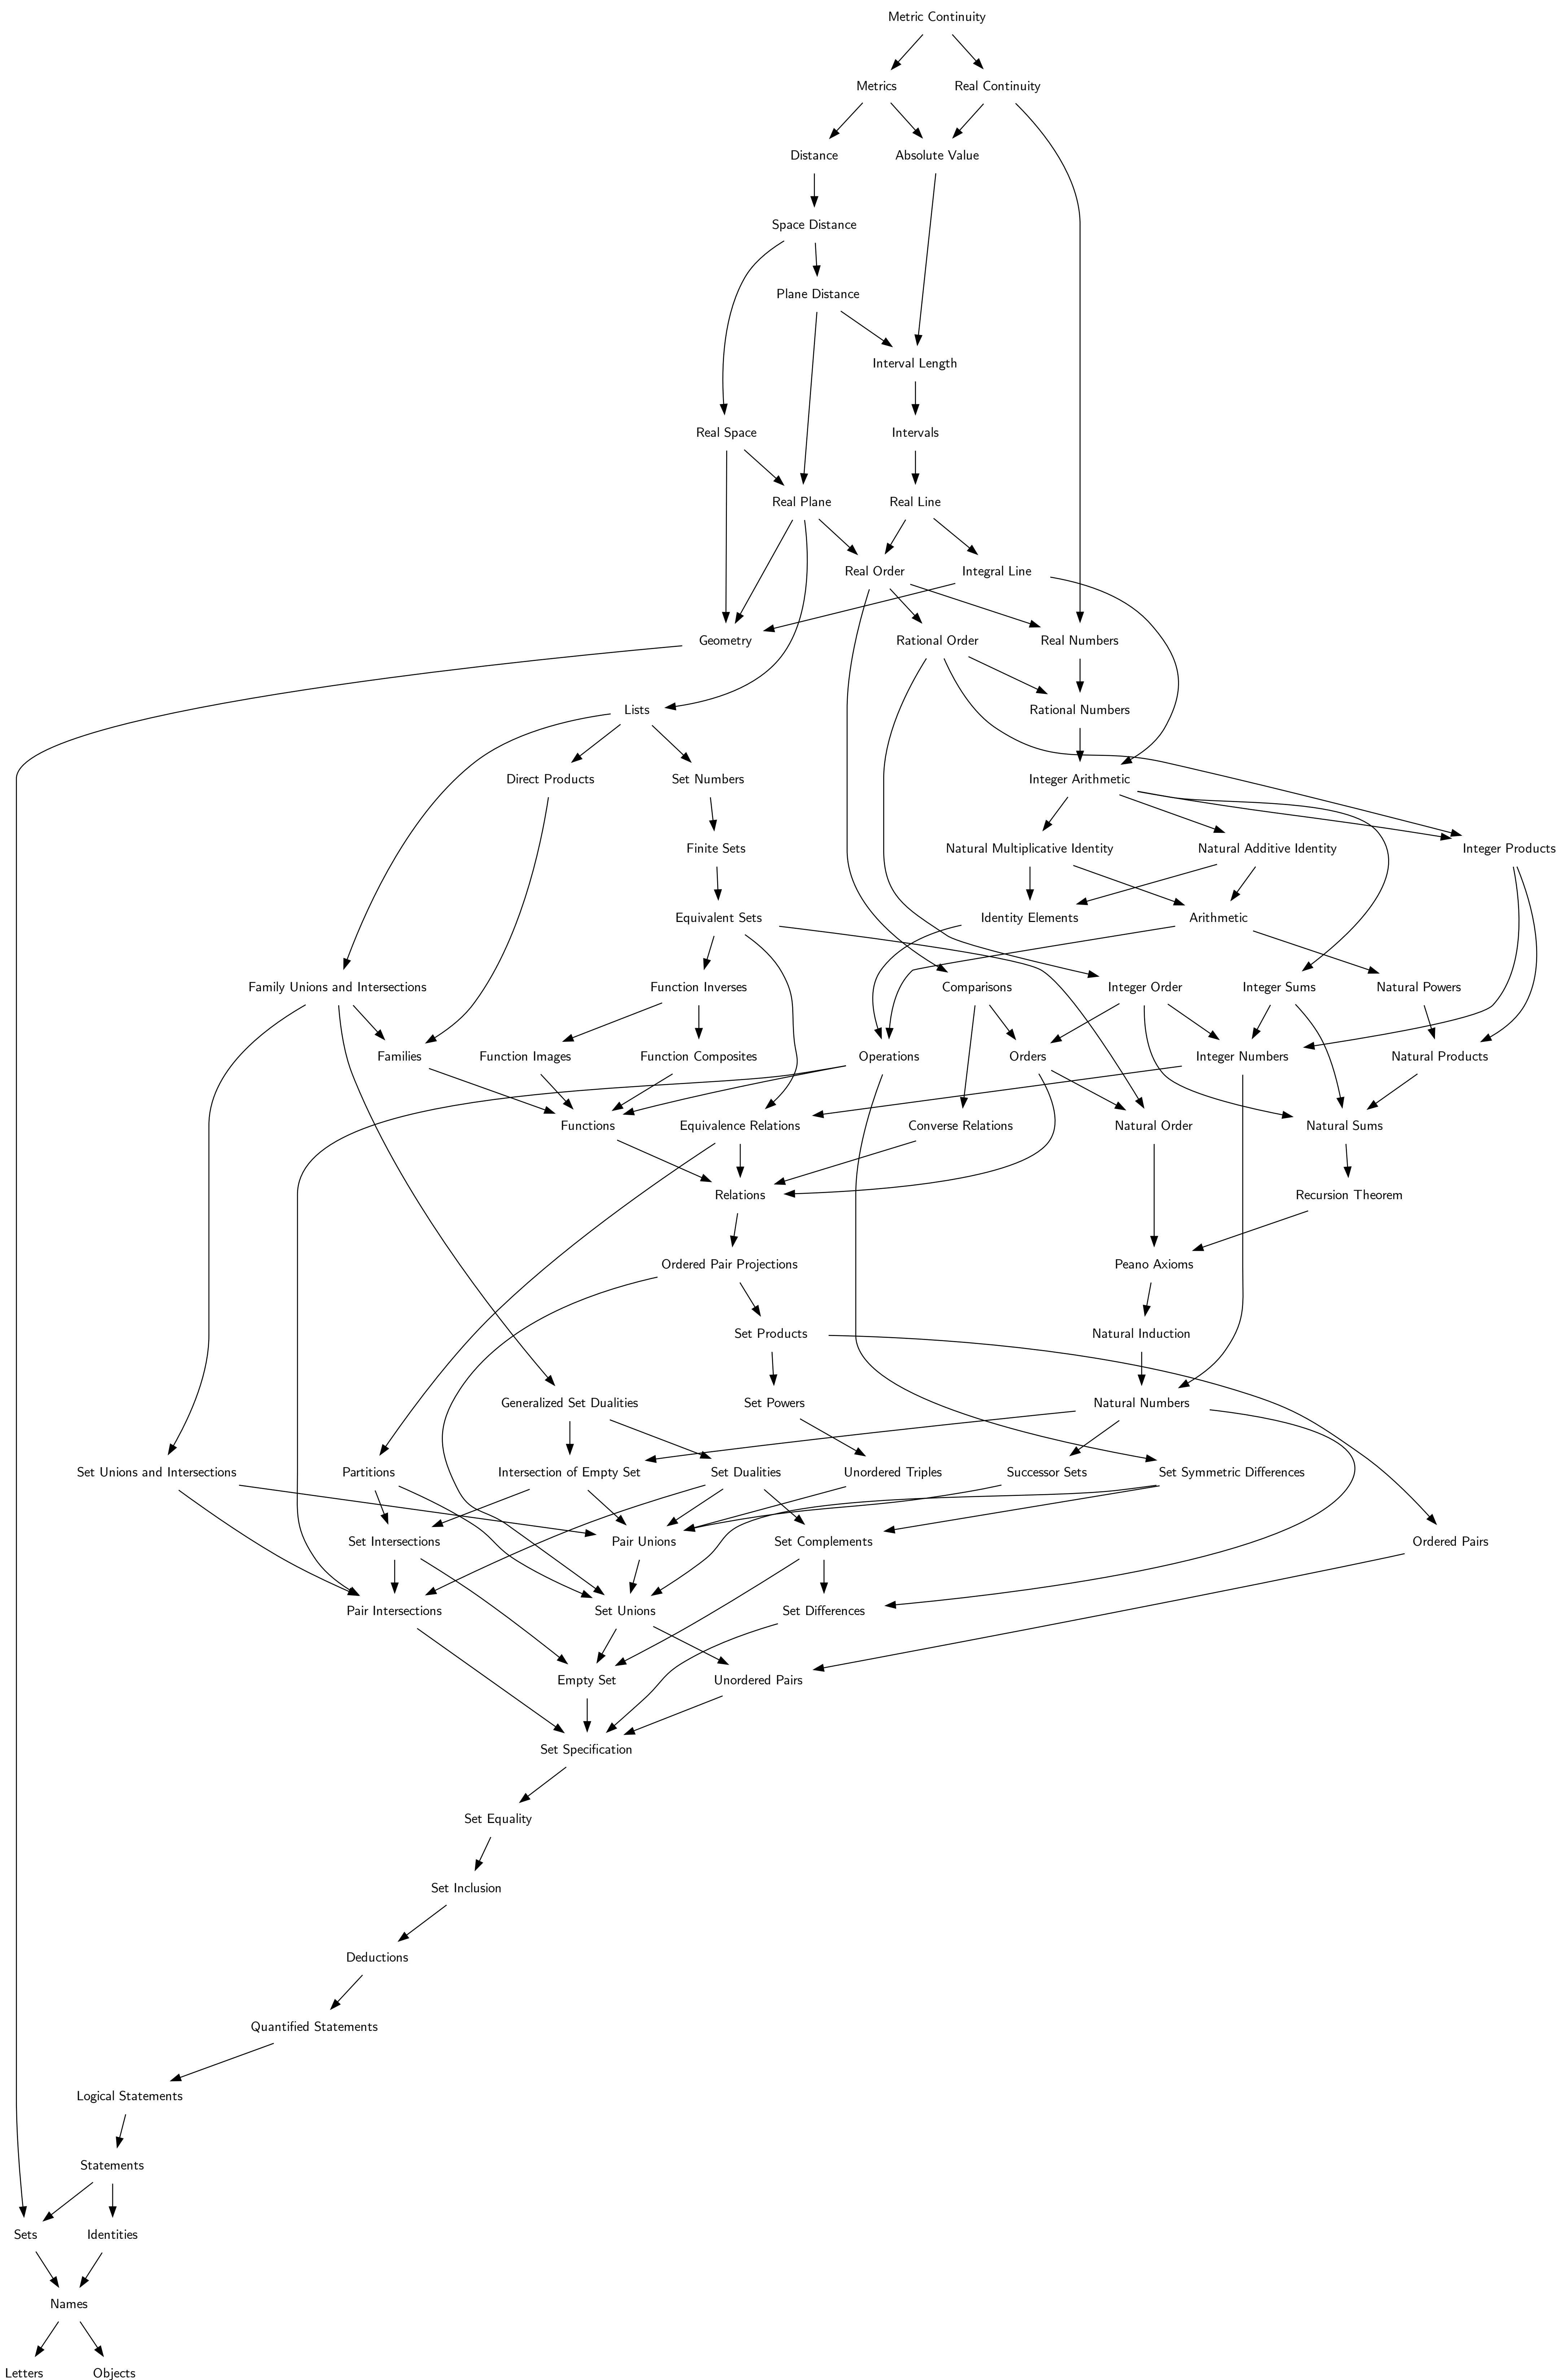 Metric Continuity
Metrics
Real Continuity
Distance
Absolute Value
Space Distance
Plane Distance
Interval Length
Real Space
Intervals
Real Plane
Real Line
Real Order
Integral Line
Geometry
Rational Order
Real Numbers
Lists
Rational Numbers
Direct Products
Set Numbers
Integer Arithmetic
Finite Sets
Natural Multiplicative Identity
Natural Additive Identity
Integer Products
Equivalent Sets
Identity Elements
Arithmetic
Family Unions and Intersections
Function Inverses
Comparisons
Integer Order
Integer Sums
Natural Powers
Families
Function Images
Function Composites
Operations
Orders
Integer Numbers
Natural Products
Functions
Equivalence Relations
Converse Relations
Natural Order
Natural Sums
Relations
Recursion Theorem
Ordered Pair Projections
Peano Axioms
Set Products
Natural Induction
Generalized Set Dualities
Set Powers
Natural Numbers
Set Unions and Intersections
Partitions
Intersection of Empty Set
Set Dualities
Unordered Triples
Successor Sets
Set Symmetric Differences
Set Intersections
Pair Unions
Set Complements
Ordered Pairs
Pair Intersections
Set Unions
Set Differences
Empty Set
Unordered Pairs
Set Specification
Set Equality
Set Inclusion
Deductions
Quantified Statements
Logical Statements
Statements
Sets
Identities
Names
Letters
Objects